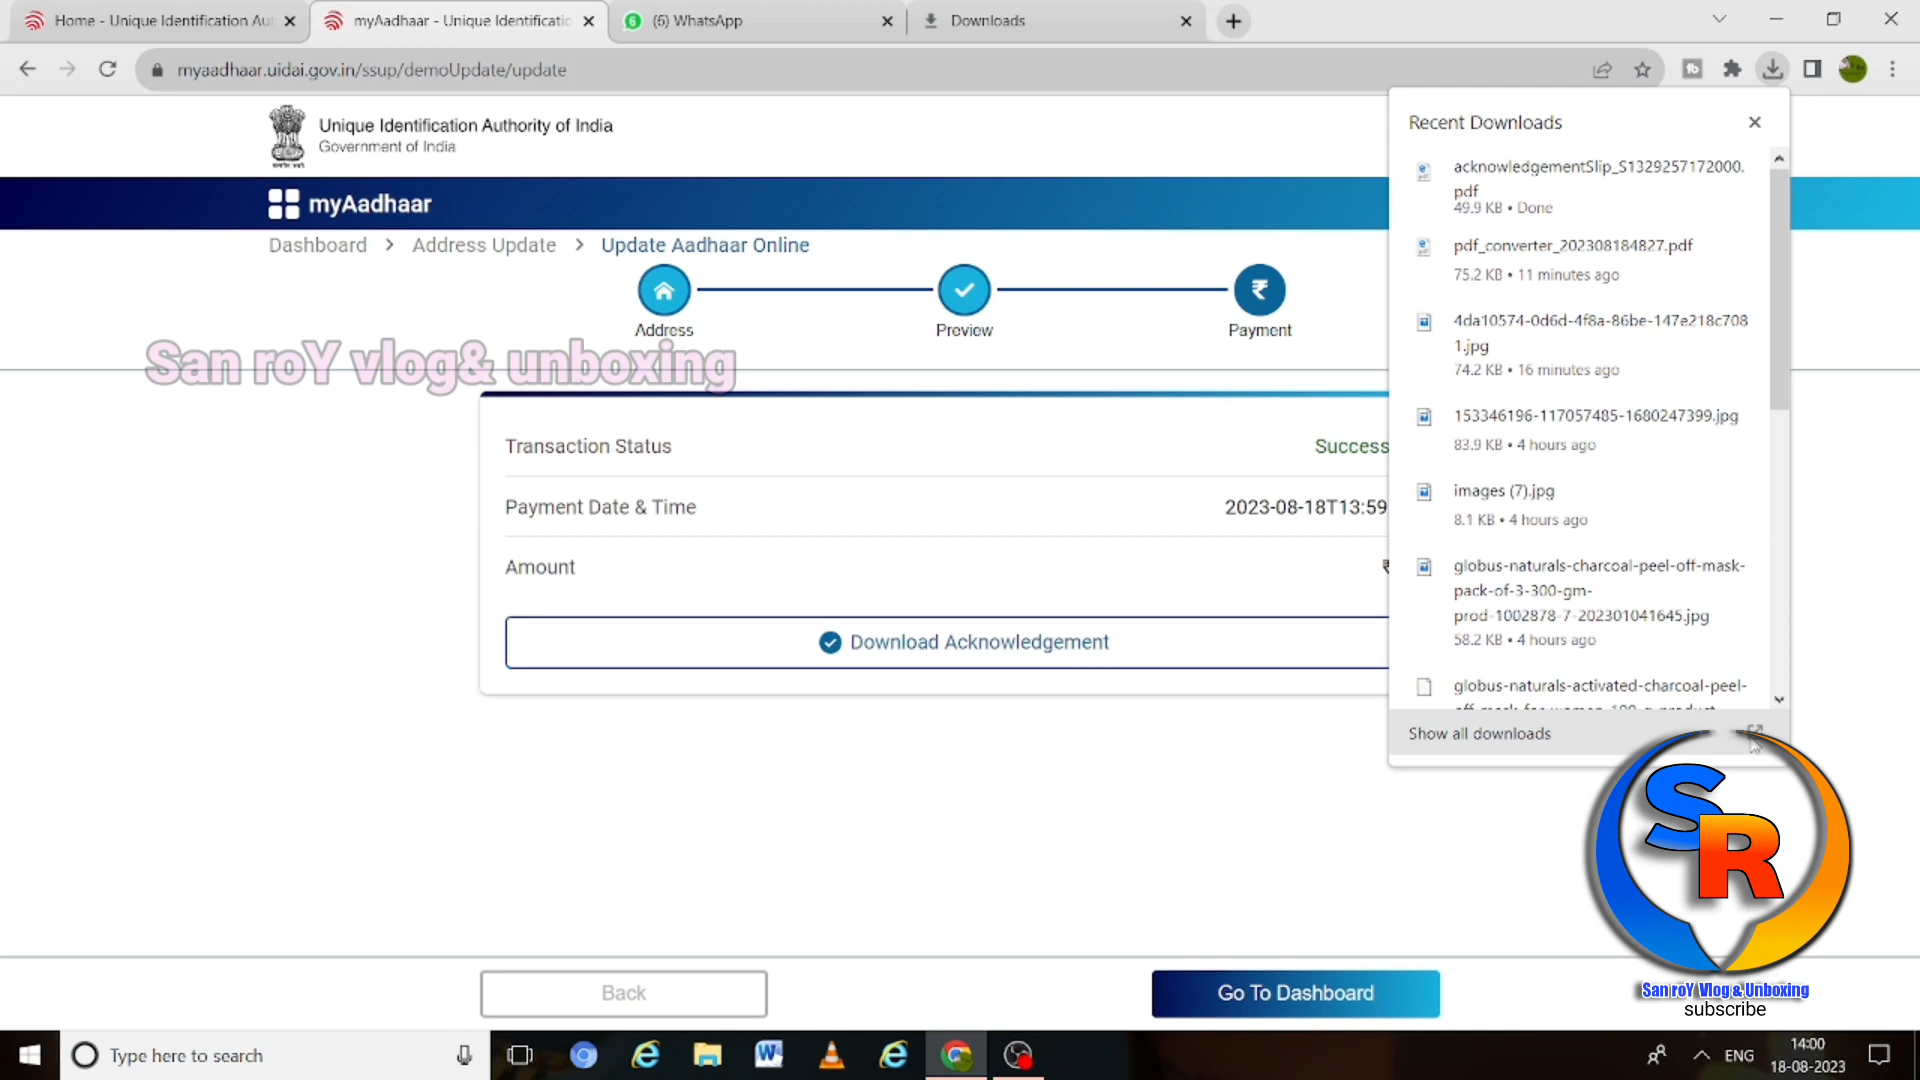 Home - Unique Identification Aut
myAadhaar - Unique Identificatic
(6) WhatsApp
Downloads
myaadhaar.uidai.gov.in/ssup/demoUpdate/update
Unique Identification Authority of India
Government of India
myAadhaar
Dashboard > Address Update > Update Aadhaar Online
Address
Preview
Payment
San roY vlog& unboxing
Transaction Status
Success
Payment Date & Time
2023-08-18T13:59
Amount
₹
Download Acknowledgement
Back
Go To Dashboard
Recent Downloads
acknowledgementSlip_S1329257172000.
pdf
49.9 KB • Done
pdf_converter_202308184827.pdf
75.2 KB • 11 minutes ago
4da10574-0d6d-4f8a-86be-147e218c708
1.jpg
74.2 KB • 16 minutes ago
153346196-117057485-1680247399.jpg
83.9 KB • 4 hours ago
images (7).jpg
8.1 KB • 4 hours ago
globus-naturals-charcoal-peel-off-mask-
pack-of-3-300-gm-
prod-1002878-7-202301041645.jpg
58.2 KB • 4 hours ago
globus-naturals-activated-charcoal-peel-
Show all downloads
SR
San roY Vlog & Unboxing
subscribe
Type here to search
ENG
14:00
18-08-2023